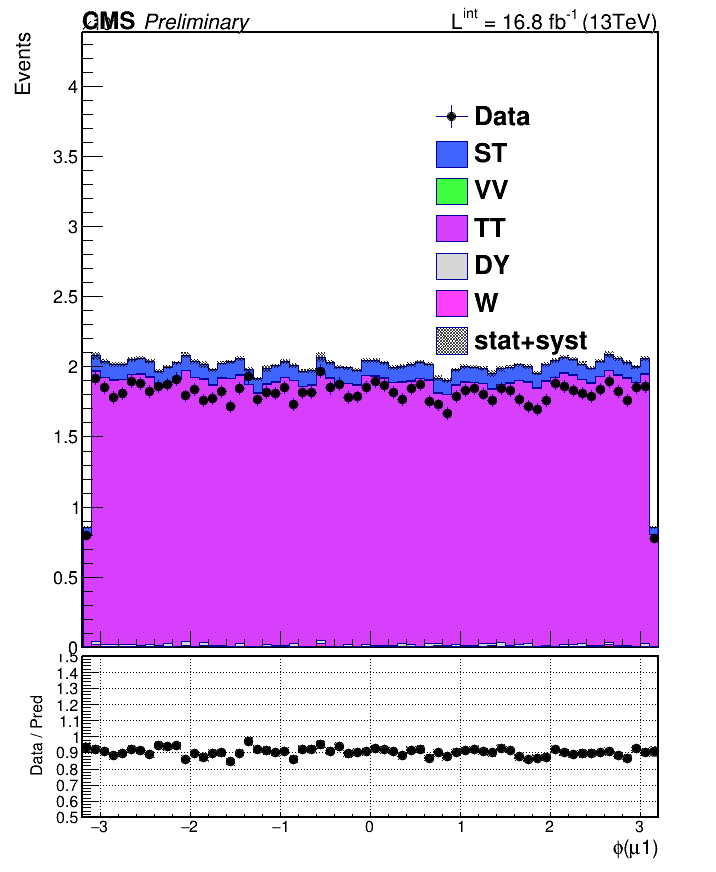 CMS Preliminary L^int = 16.8 fb^-1 (13TeV)
Events
4
3.5
3
2.5
2
1.5
1
0.5
0
Data
ST
VV
TT
DY
W
stat+syst
Data / Pred
1.5
1.4
1.3
1.2
1.1
1
0.9
0.8
0.7
0.6
0.5
−3 −2 −1 0 1 2 3
ϕ(μ1)